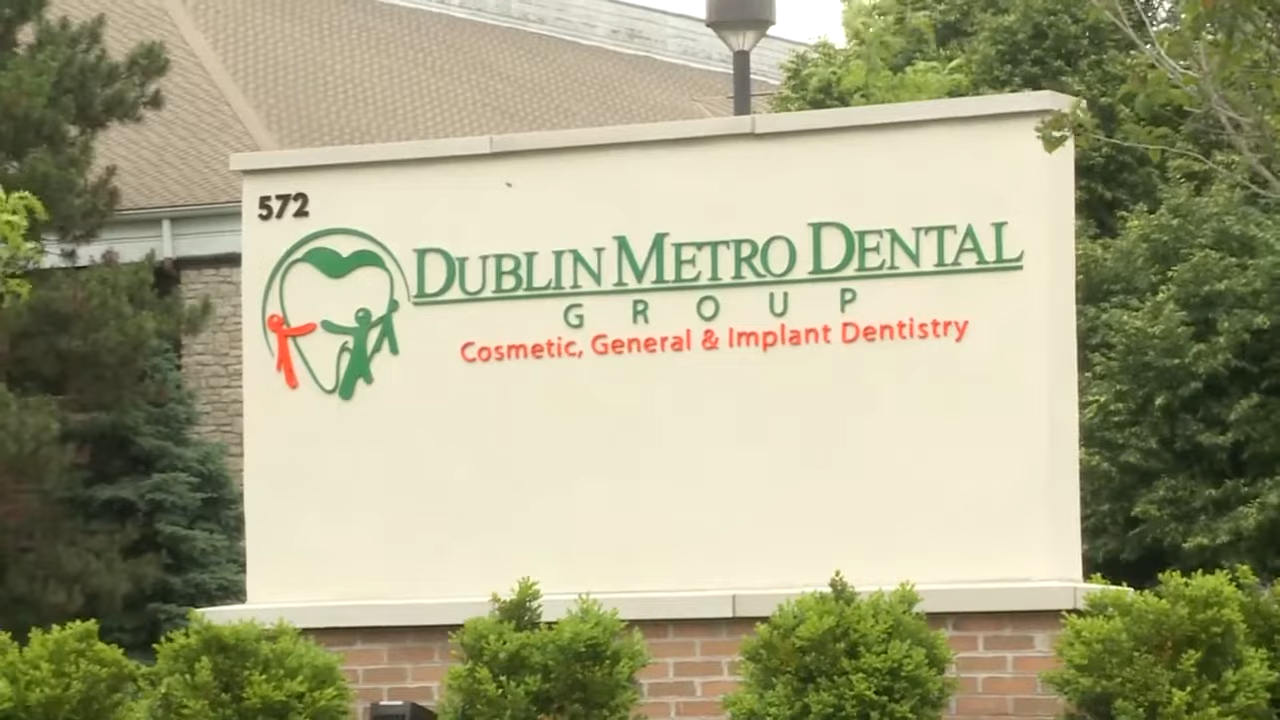 572
DUBLIN METRO DENTAL
GROUP
Cosmetic, General & Implant Dentistry